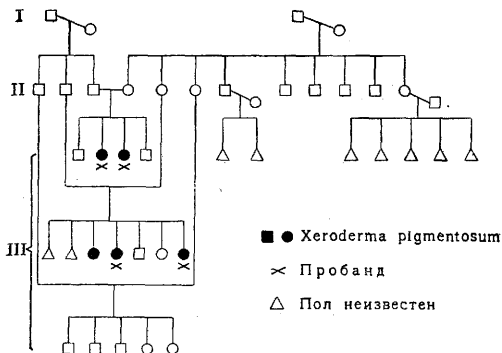 I
II
III
Xeroderma pigmentosum
Пробанд
Пол неизвестен